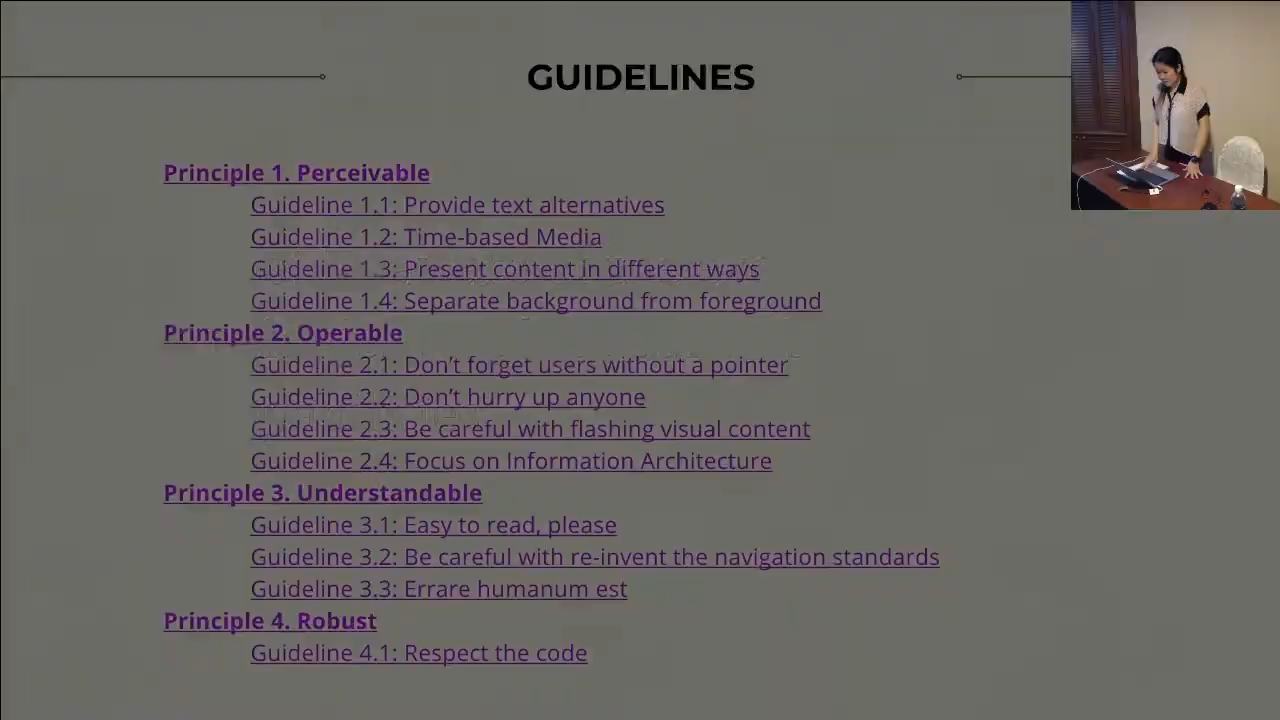 GUIDELINES
Principle 1. Perceivable
Guideline 1.1: Provide text alternatives
Guideline 1.2: Time-based Media
Guideline 1.3: Present content in different ways
Guideline 1.4: Separate background from foreground
Principle 2. Operable
Guideline 2.1: Don’t forget users without a pointer
Guideline 2.2: Don’t hurry up anyone
Guideline 2.3: Be careful with flashing visual content
Guideline 2.4: Focus on Information Architecture
Principle 3. Understandable
Guideline 3.1: Easy to read, please
Guideline 3.2: Be careful with re-invent the navigation standards
Guideline 3.3: Errare humanum est
Principle 4. Robust
Guideline 4.1: Respect the code